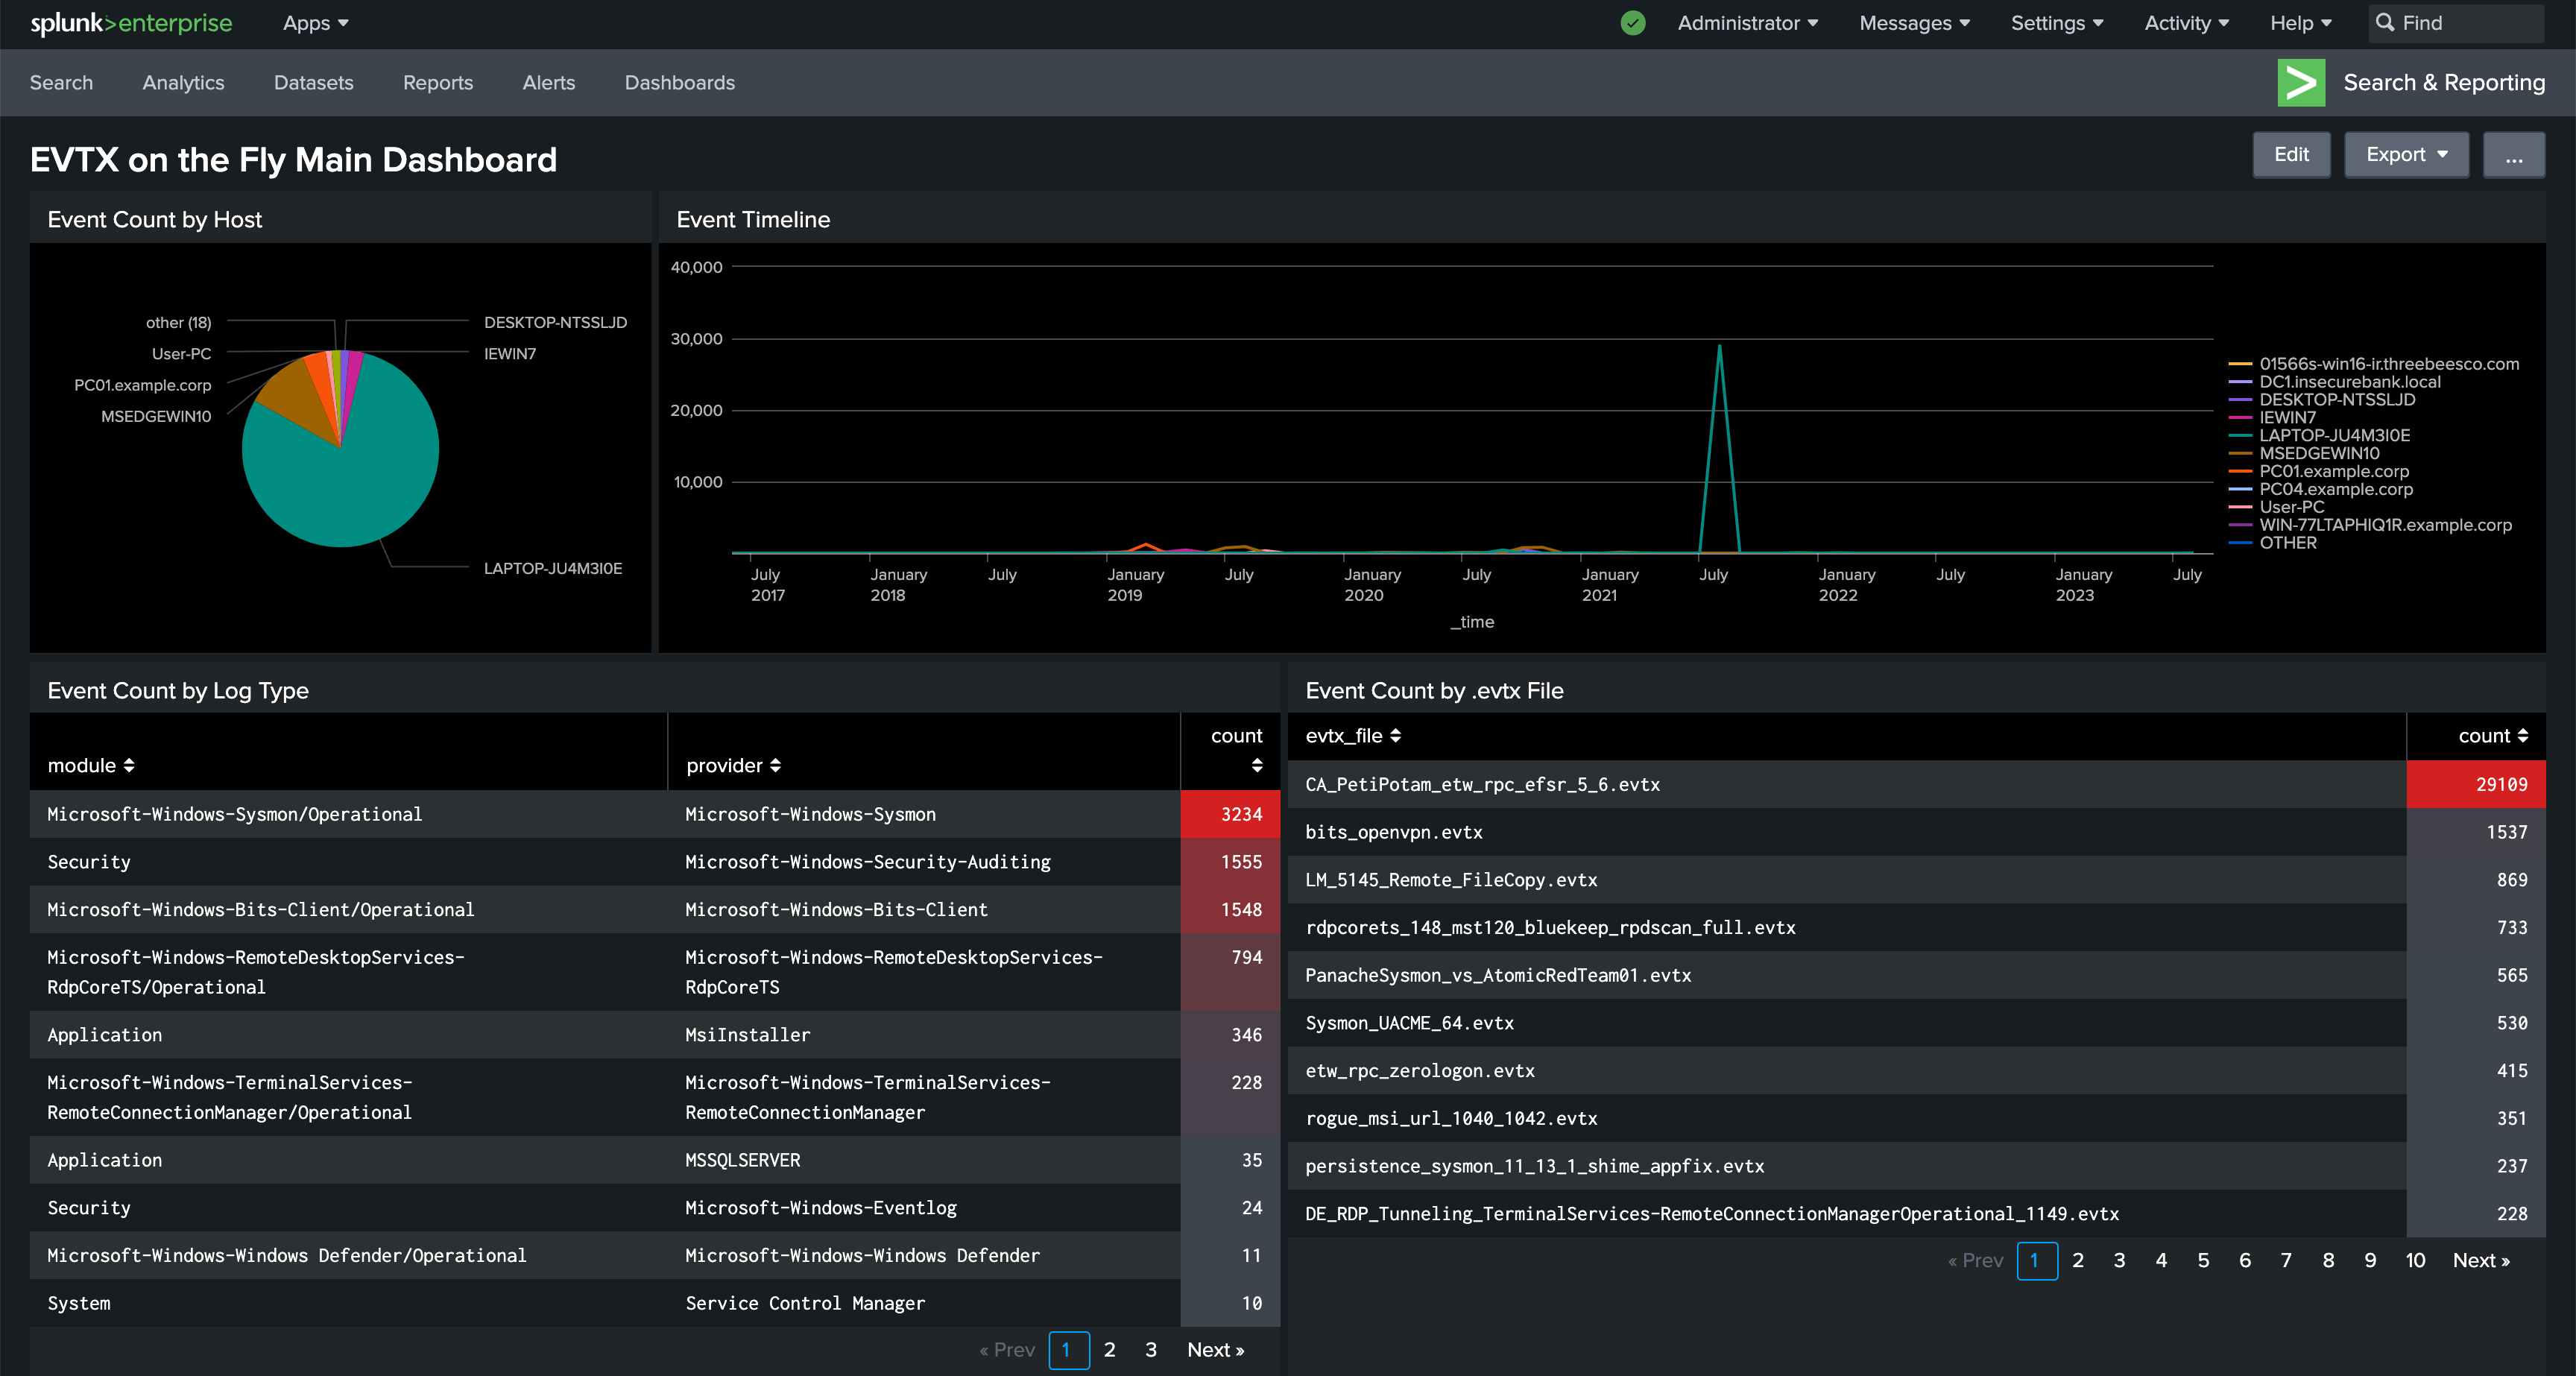 splunk>enterprise Apps Administrator Messages Settings Activity Help Find
Search Analytics Datasets Reports Alerts Dashboards Search & Reporting
EVTX on the Fly Main Dashboard
Edit Export ...
Event Count by Host
other (18)
User-PC
PC01.example.corp
MSEDGEWIN10
DESKTOP-NTSSLJD
IEWIN7
LAPTOP-JU4M3I0E
Event Timeline
40,000
30,000
20,000
10,000
July 2017
January 2018
July
January 2019
July
January 2020
July
January 2021
July
January 2022
July
January 2023
July
_time
01566s-win16-ir.threebeesco.com
DC1.insecurebank.local
DESKTOP-NTSSLJD
IEWIN7
LAPTOP-JU4M3I0E
MSEDGEWIN10
PC01.example.corp
PC04.example.corp
User-PC
WIN-77LTAPHIQ1R.example.corp
OTHER
Event Count by Log Type
module provider count
Microsoft-Windows-Sysmon/Operational Microsoft-Windows-Sysmon 3234
Security Microsoft-Windows-Security-Auditing 1555
Microsoft-Windows-Bits-Client/Operational Microsoft-Windows-Bits-Client 1548
Microsoft-Windows-RemoteDesktopServices- Microsoft-Windows-RemoteDesktopServices- 794
RdpCoreTS/Operational RdpCoreTS
Application MsiInstaller 346
Microsoft-Windows-TerminalServices- Microsoft-Windows-TerminalServices- 228
RemoteConnectionManager/Operational RemoteConnectionManager
Application MSSQLSERVER 35
Security Microsoft-Windows-Eventlog 24
Microsoft-Windows-Windows Defender/Operational Microsoft-Windows-Windows Defender 11
System Service Control Manager 10
« Prev 1 2 3 Next »
Event Count by .evtx File
evtx_file count
CA_PetiPotam_etw_rpc_efsr_5_6.evtx 29109
bits_openvpn.evtx 1537
LM_5145_Remote_FileCopy.evtx 869
rdpcorets_148_mst120_bluekeep_rpdscan_full.evtx 733
PanacheSysmon_vs_AtomicRedTeam01.evtx 565
Sysmon_UACME_64.evtx 530
etw_rpc_zerologon.evtx 415
rogue_msi_url_1040_1042.evtx 351
persistence_sysmon_11_13_1_shime_appfix.evtx 237
DE_RDP_Tunneling_TerminalServices-RemoteConnectionManagerOperational_1149.evtx 228
« Prev 1 2 3 4 5 6 7 8 9 10 Next »